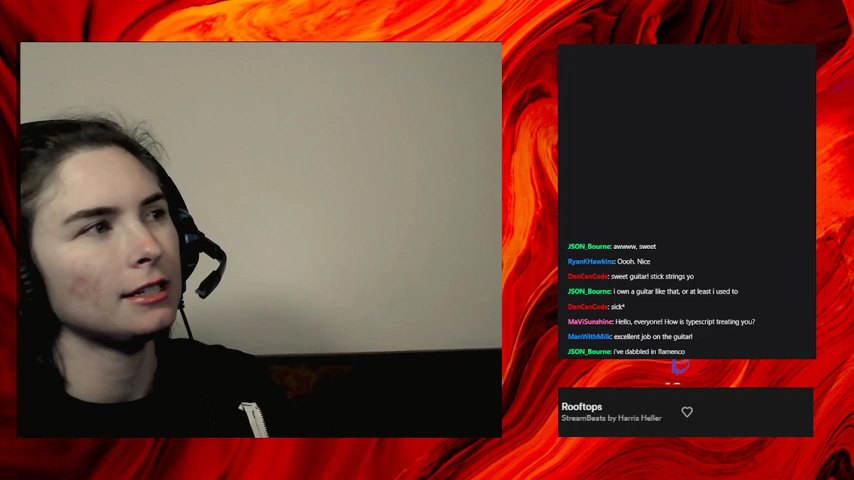 JSON_Bourne: awwww, sweet
RyanKHawkins: Oooh. Nice
DanCanCode: sweet guitar! stick strings yo
JSON_Bourne: i own a guitar like that, or at least i used to
DanCanCode: sick*
MaViSunshine: Hello, everyone! How is typescript treating you?
ManWithMilk: excellent job on the guitar!
JSON_Bourne: i've dabbled in flamenco
Rooftops
StreamBeats by Harris Heller